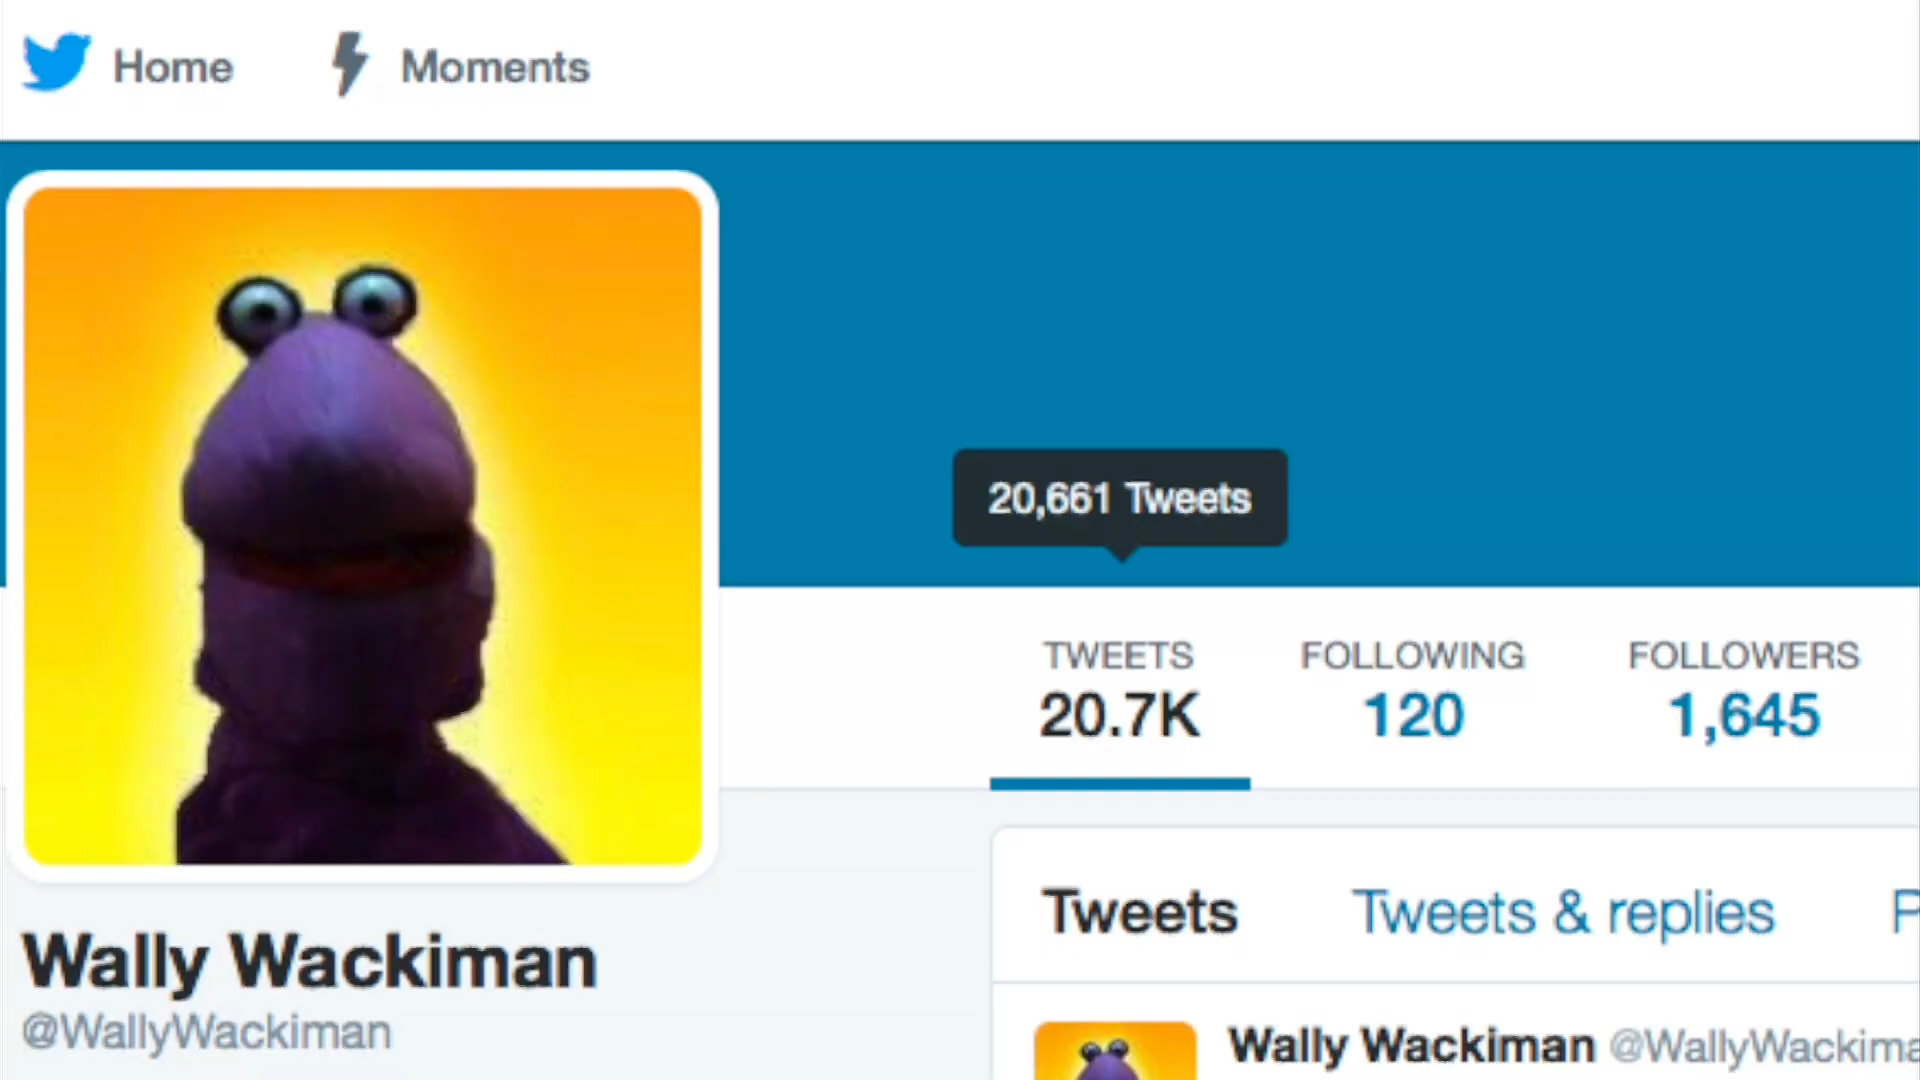 Home Moments
20,661 Tweets
TWEETS FOLLOWING FOLLOWERS
20.7K 120 1,645
Tweets Tweets & replies P
Wally Wackiman
@WallyWackiman
Wally Wackiman @WallyWackima